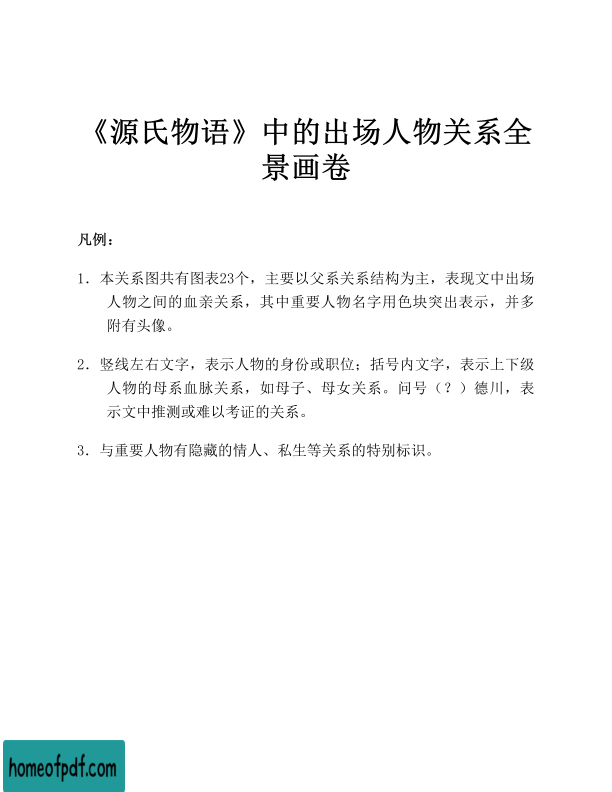 《源氏物语》中的出场人物关系全
景画卷
凡例：
1．本关系图共有图表23个，主要以父系关系结构为主，表现文中出场
人物之间的血亲关系，其中重要人物名字用色块突出表示，并多
附有头像。
2．竖线左右文字，表示人物的身份或职位；括号内文字，表示上下级
人物的母系血脉关系，如母子、母女关系。问号（？）德川，表
示文中推测或难以考证的关系。
3．与重要人物有隐藏的情人、私生等关系的特别标识。
homeofpdf.com